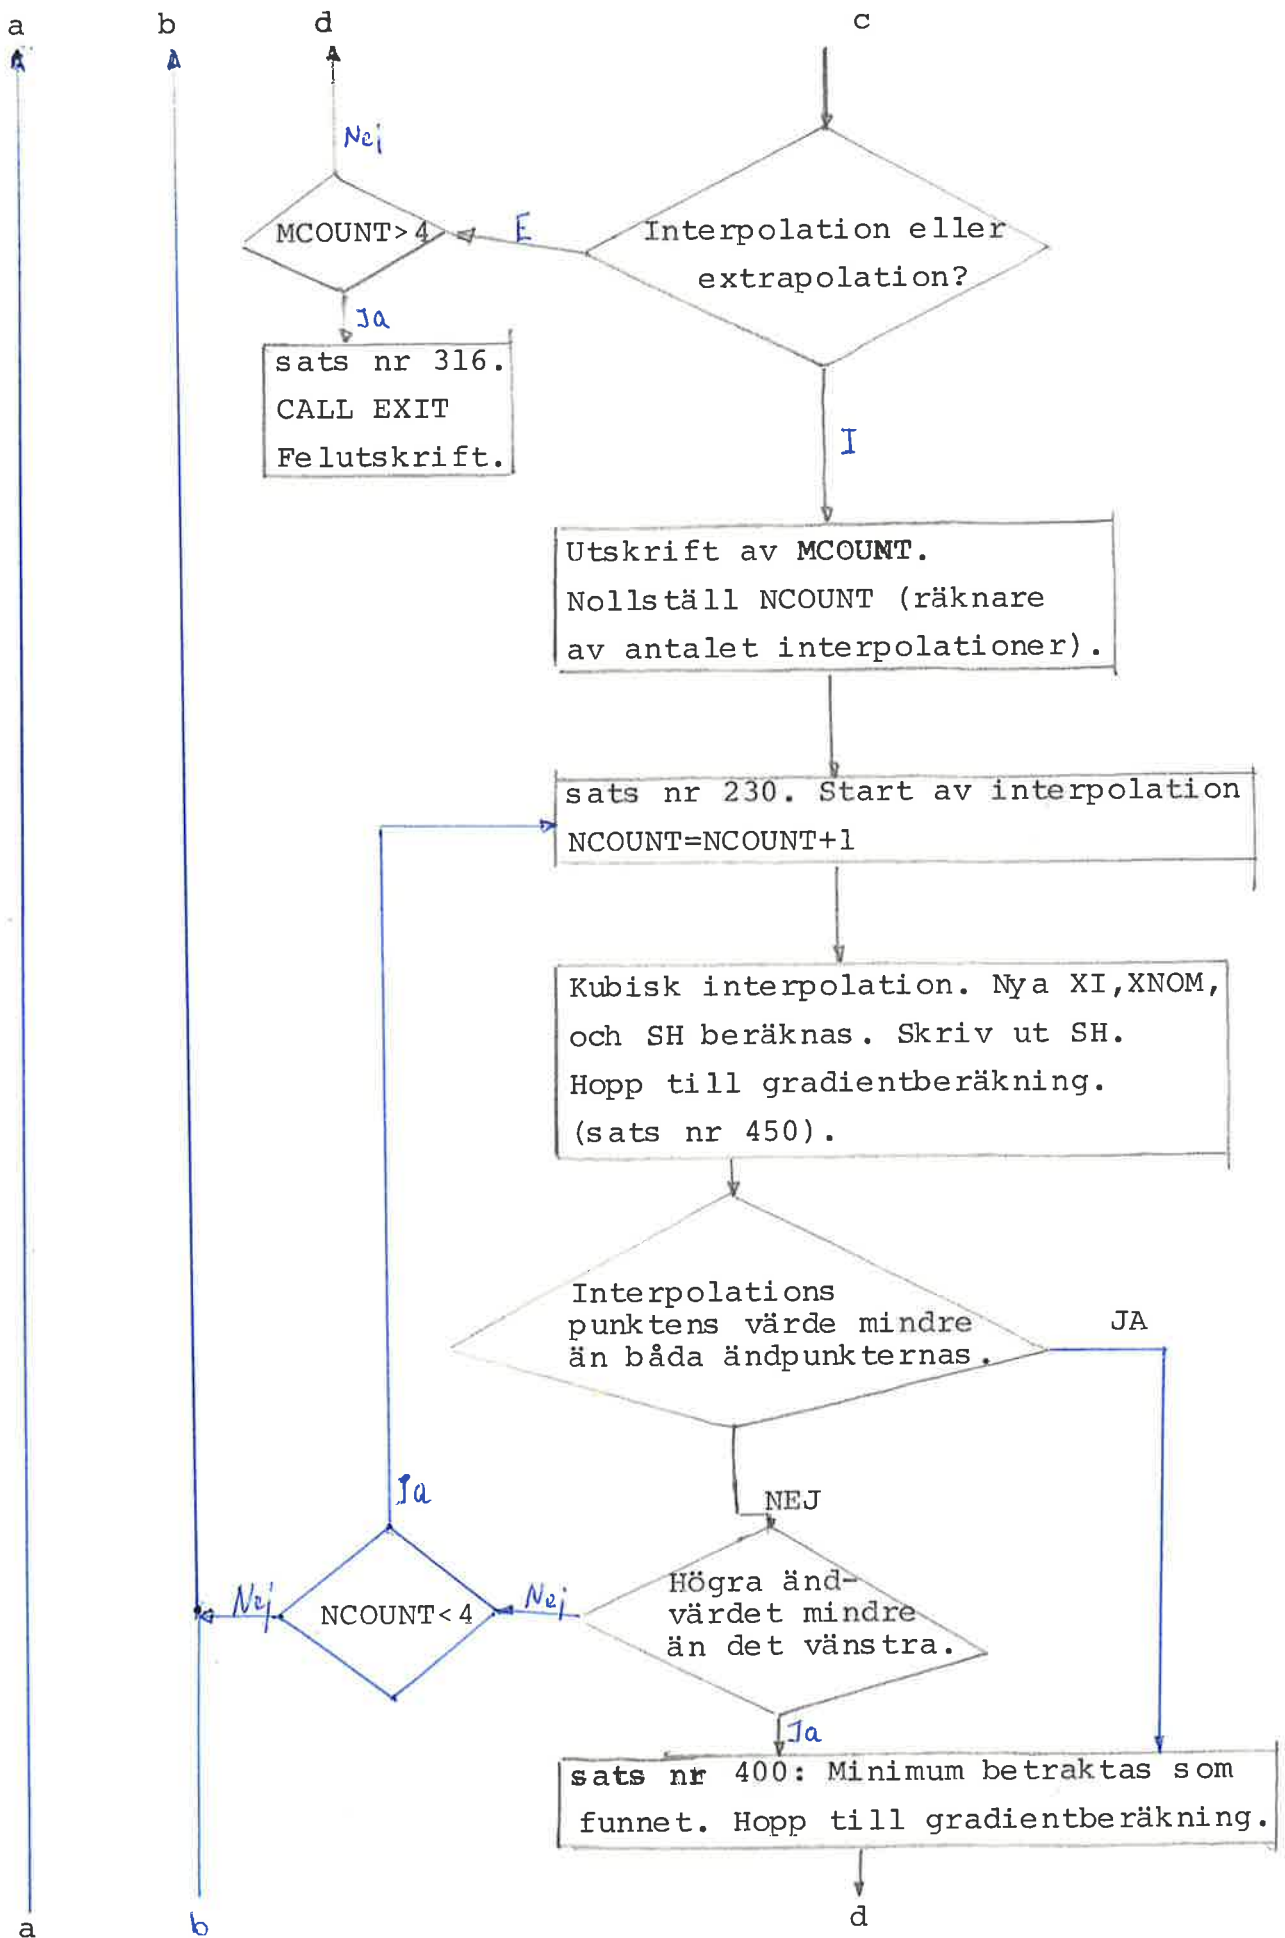 a
b
d
c
Nej
MCOUNT>4
E
Interpolation eller
extrapolation?
Ja
sats nr 316.
CALL EXIT
Felutskrift.
I
Utskrift av MCOUNT.
Nollställ NCOUNT (räknare
av antalet interpolationer).
sats nr 230. Start av interpolation
NCOUNT=NCOUNT+1
Kubisk interpolation. Nya XI,XNOM,
och SH beräknas. Skriv ut SH.
Hopp till gradientberäkning.
(sats nr 450).
Interpolations
punktens värde mindre
än båda ändpunkternas.
JA
Ja
NEJ
Nej
NCOUNT<4
Nej
Högra änd-
värdet mindre
än det vänstra.
Ja
sats nr 400: Minimum betraktas som
funnet. Hopp till gradientberäkning.
a
b
d